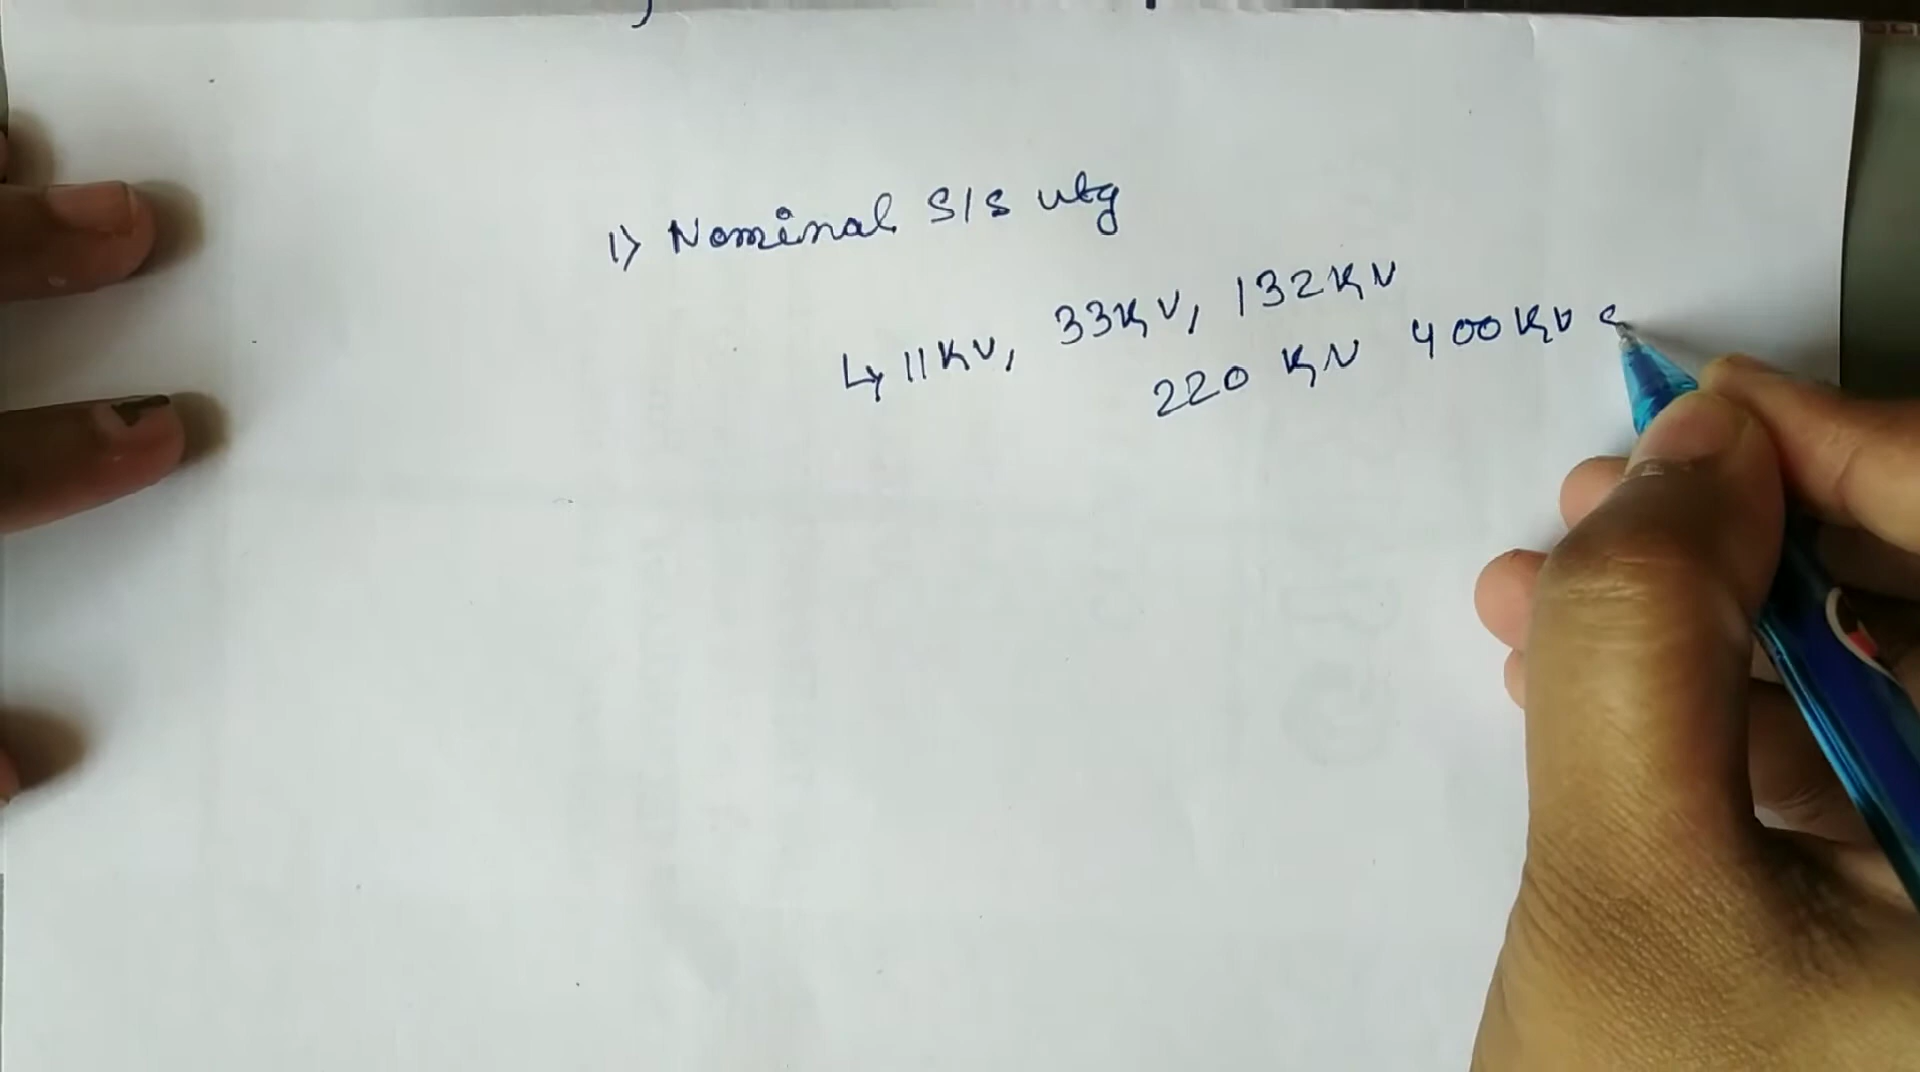 1) Nominal S/S vtg
↳ 11KV, 33KV, 132KV
220 KV 400KV